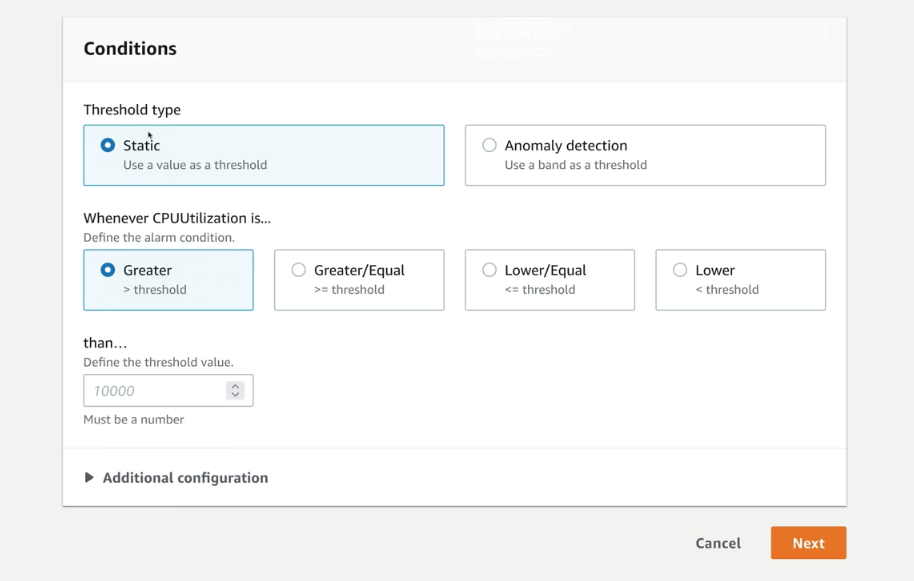 Conditions
Threshold type
Static
Use a value as a threshold
Anomaly detection
Use a band as a threshold
Whenever CPUUtilization is...
Define the alarm condition.
Greater
> threshold
Greater/Equal
>= threshold
Lower/Equal
<= threshold
Lower
< threshold
than…
Define the threshold value.
10000
Must be a number
Additional configuration
Cancel
Next